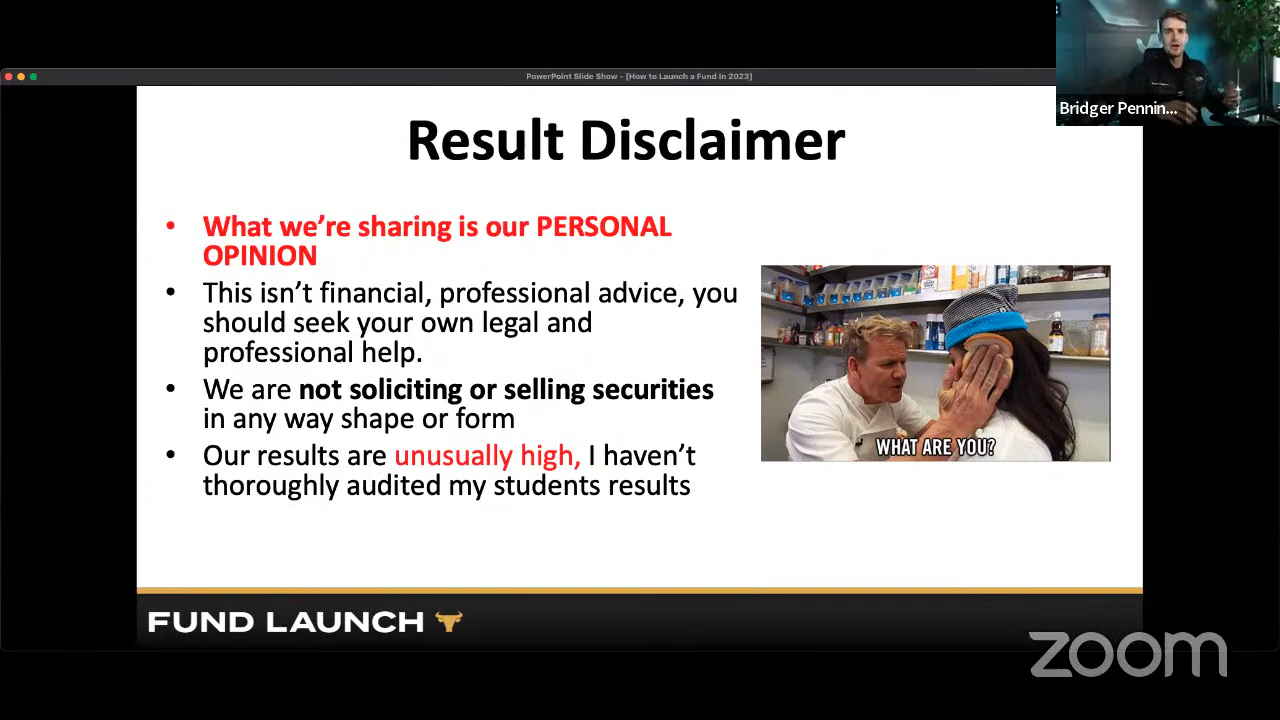 PowerPoint Slide Show - [How to Launch a Fund in 2023]
Bridger Pennin...
Result Disclaimer
• What we’re sharing is our PERSONAL
OPINION
• This isn’t financial, professional advice, you
should seek your own legal and
professional help.
• We are not soliciting or selling securities
in any way shape or form
• Our results are unusually high, I haven’t
thoroughly audited my students results
WHAT ARE YOU?
FUND LAUNCH
zoom